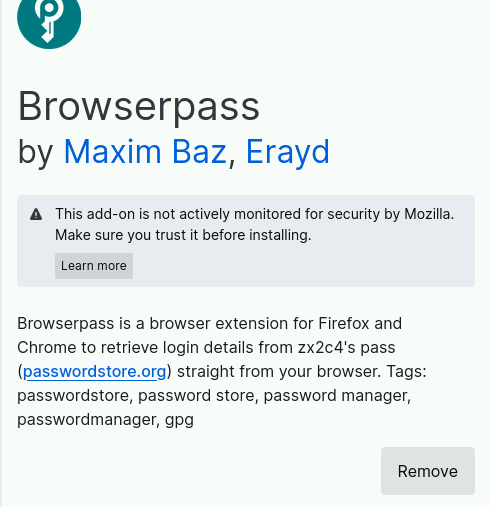 Browserpass
by Maxim Baz, Erayd
This add-on is not actively monitored for security by Mozilla.
Make sure you trust it before installing.
Learn more
Browserpass is a browser extension for Firefox and
Chrome to retrieve login details from zx2c4's pass
(passwordstore.org) straight from your browser. Tags:
passwordstore, password store, password manager,
passwordmanager, gpg
Remove